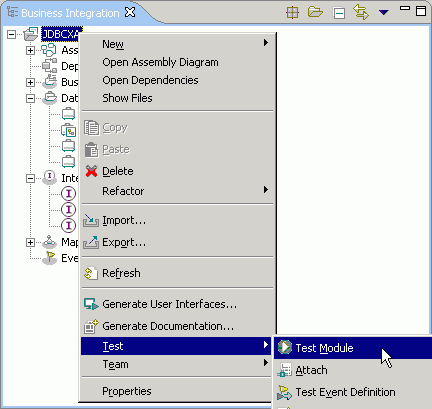 Business Integration
JDBCXA
Ass
Dep
Bus
Dat
Inte
Map
Eve
New
Open Assembly Diagram
Open Dependencies
Show Files
Copy
Paste
Delete
Refactor
Import...
Export...
Refresh
Generate User Interfaces...
Generate Documentation...
Test
Team
Properties
Test Module
Attach
Test Event Definition